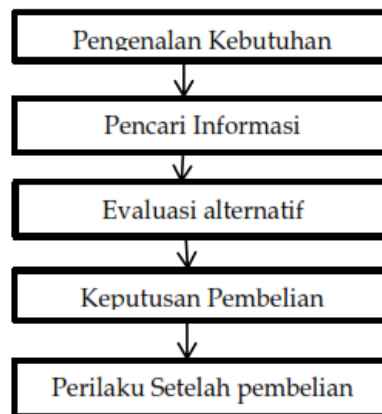 Pengenalan Kebutuhan
Pencari Informasi
Evaluasi alternatif
Keputusan Pembelian
Perilaku Setelah pembelian